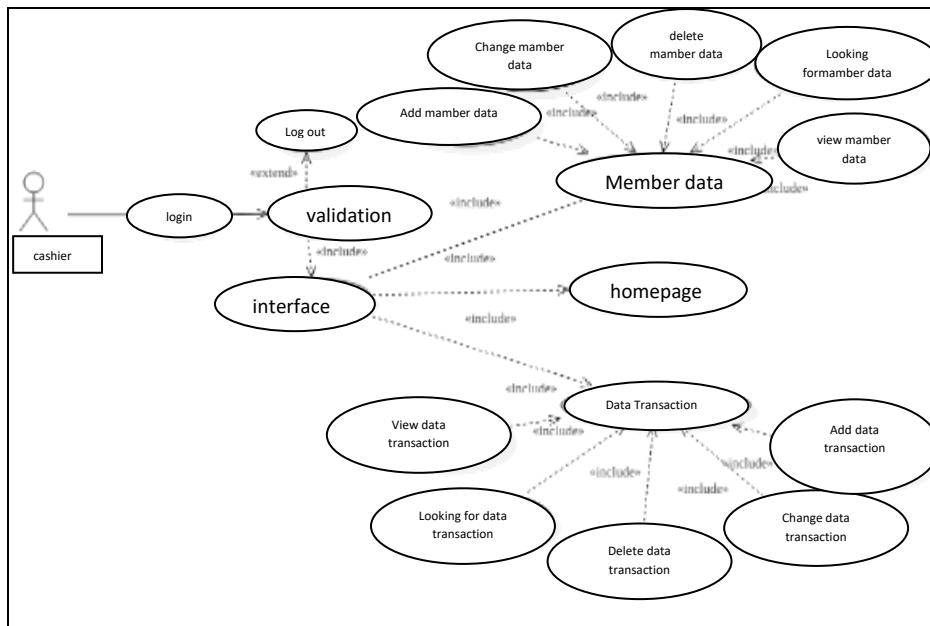 Change mamber
data
delete
mamber data
Looking
formamber data
«include»
«include»
Add mamber data
«include»
«include»
Log out
«include»
view mamber
data
«extend»
Member data
login
validation
«include»
include»
«include»
cashier
«include»
interface
homepage
«include»
«include»
Data Transaction
View data
transaction
«include»
«include»
Add data
transaction
«include»
«include»
«include»
Looking for data
transaction
Change data
transaction
Delete data
transaction